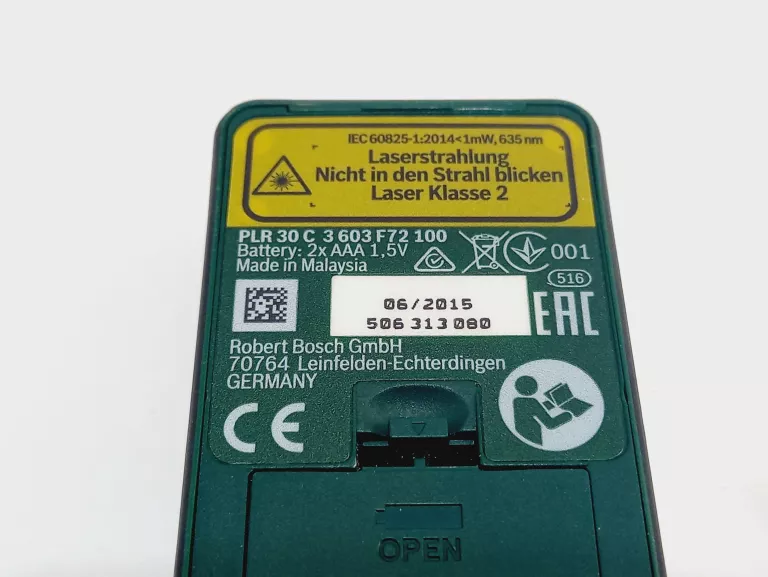 IEC 60825-1:2014<1mW, 635 nm
Laserstrahlung
Nicht in den Strahl blicken
Laser Klasse 2
PLR 30 C 3 603 F72 100
Battery: 2x AAA 1,5V
Made in Malaysia
001
516
06/2015
506 313 080
EAC
Robert Bosch GmbH
70764 Leinfelden-Echterdingen
GERMANY
CE
OPEN